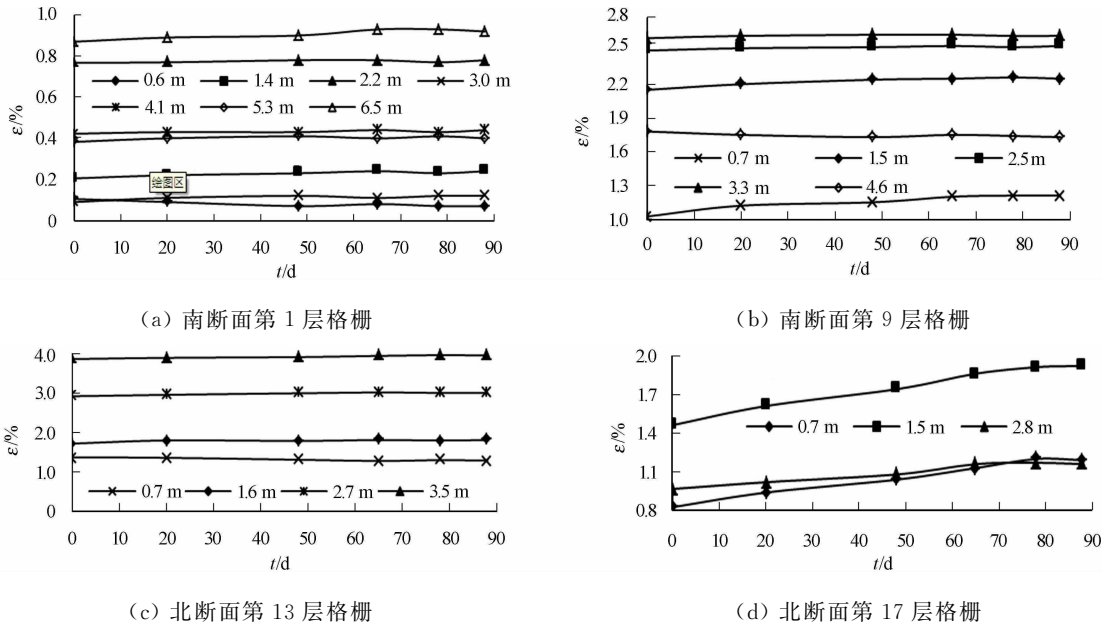 1.0
0.8
0.6
0.4
0.2
0
ε/%
0.6 m 1.4 m 2.2 m 3.0 m
4.1 m 5.3 m 6.5 m
绘图区
0 10 20 30 40 50 60 70 80 90
t/d
(a) 南断面第 1 层格栅
2.8
2.5
2.2
1.9
1.6
1.3
1.0
ε/%
0.7 m 1.5 m 2.5 m
3.3 m 4.6 m
0 10 20 30 40 50 60 70 80 90
t/d
(b) 南断面第 9 层格栅
4.0
3.0
2.0
1.0
0
ε/%
0.7 m 1.6 m 2.7 m 3.5 m
0 10 20 30 40 50 60 70 80 90
t/d
(c) 北断面第 13 层格栅
2.0
1.7
1.4
1.1
0.8
ε/%
0.7 m 1.5 m 2.8 m
0 10 20 30 40 50 60 70 80 90
t/d
(d) 北断面第 17 层格栅